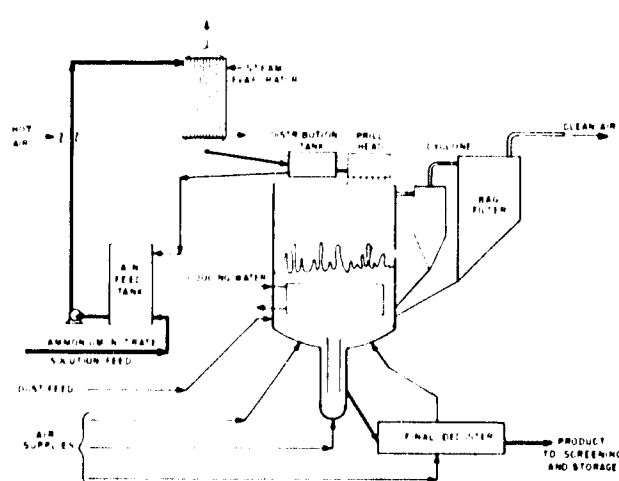 STEAM
EVAPORATOR
HOT
AIR
DISTRIBUTION
TANK
PRILL
HEAD
CYCLONE
CLEAN AIR
BAG
FILTER
A.N.
FEED
TANK
COOLING WATER
AMMONIUM NITRATE
SOLUTION FEED
DUST FEED
AIR
SUPPLIES
FINAL DEDUSTER
PRODUCT
TO SCREENING
AND STORAGE